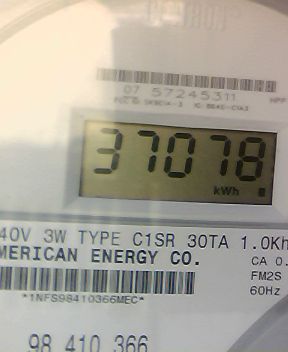 07 57245311
37078
kWh
40V 3W TYPE C1SR 30TA 1.0Kh
MERICAN ENERGY CO.
CA 0.
FM2S
60Hz
*1NFS98410366MEC*
98 410 366